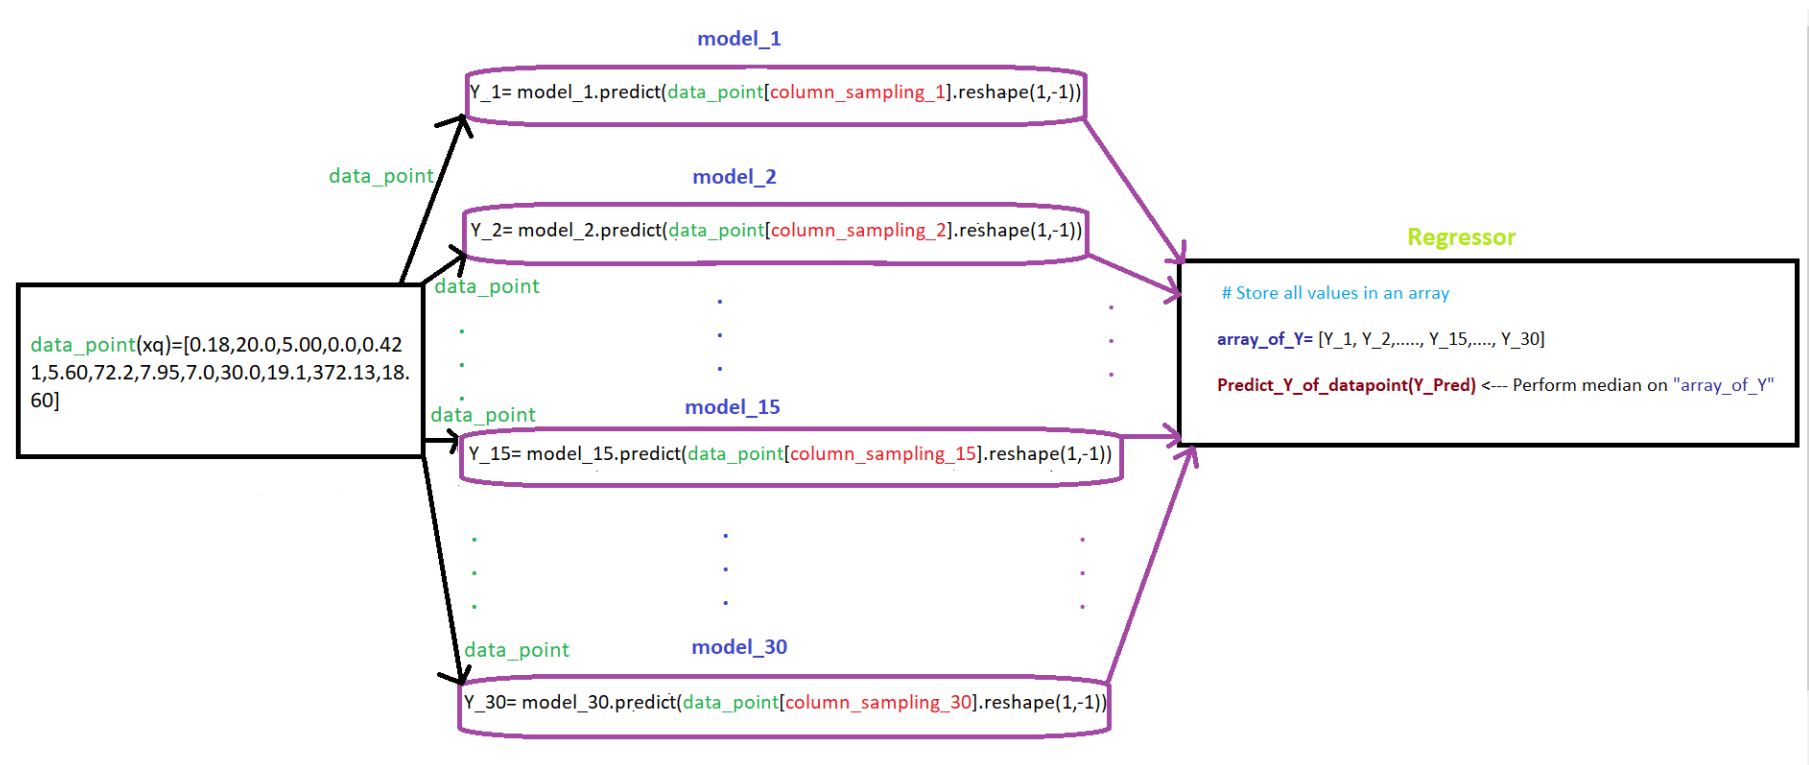 model_1
Y_1= model_1.predict(data_point[column_sampling_1].reshape(1,-1))
data_point
model_2
Y_2= model_2.predict(data_point[column_sampling_2].reshape(1,-1))
data_point
data_point(xq)=[0.18,20.0,5.00,0.0,0.42
1,5.60,72.2,7.95,7.0,30.0,19.1,372.13,18.
60]
data_point
model_15
Y_15= model_15.predict(data_point[column_sampling_15].reshape(1,-1))
data_point
model_30
Y_30= model_30.predict(data_point[column_sampling_30].reshape(1,-1))
Regressor
# Store all values in an array
array_of_Y= [Y_1, Y_2,....., Y_15,...., Y_30]
Predict_Y_of_datapoint(Y_Pred) <--- Perform median on "array_of_Y"